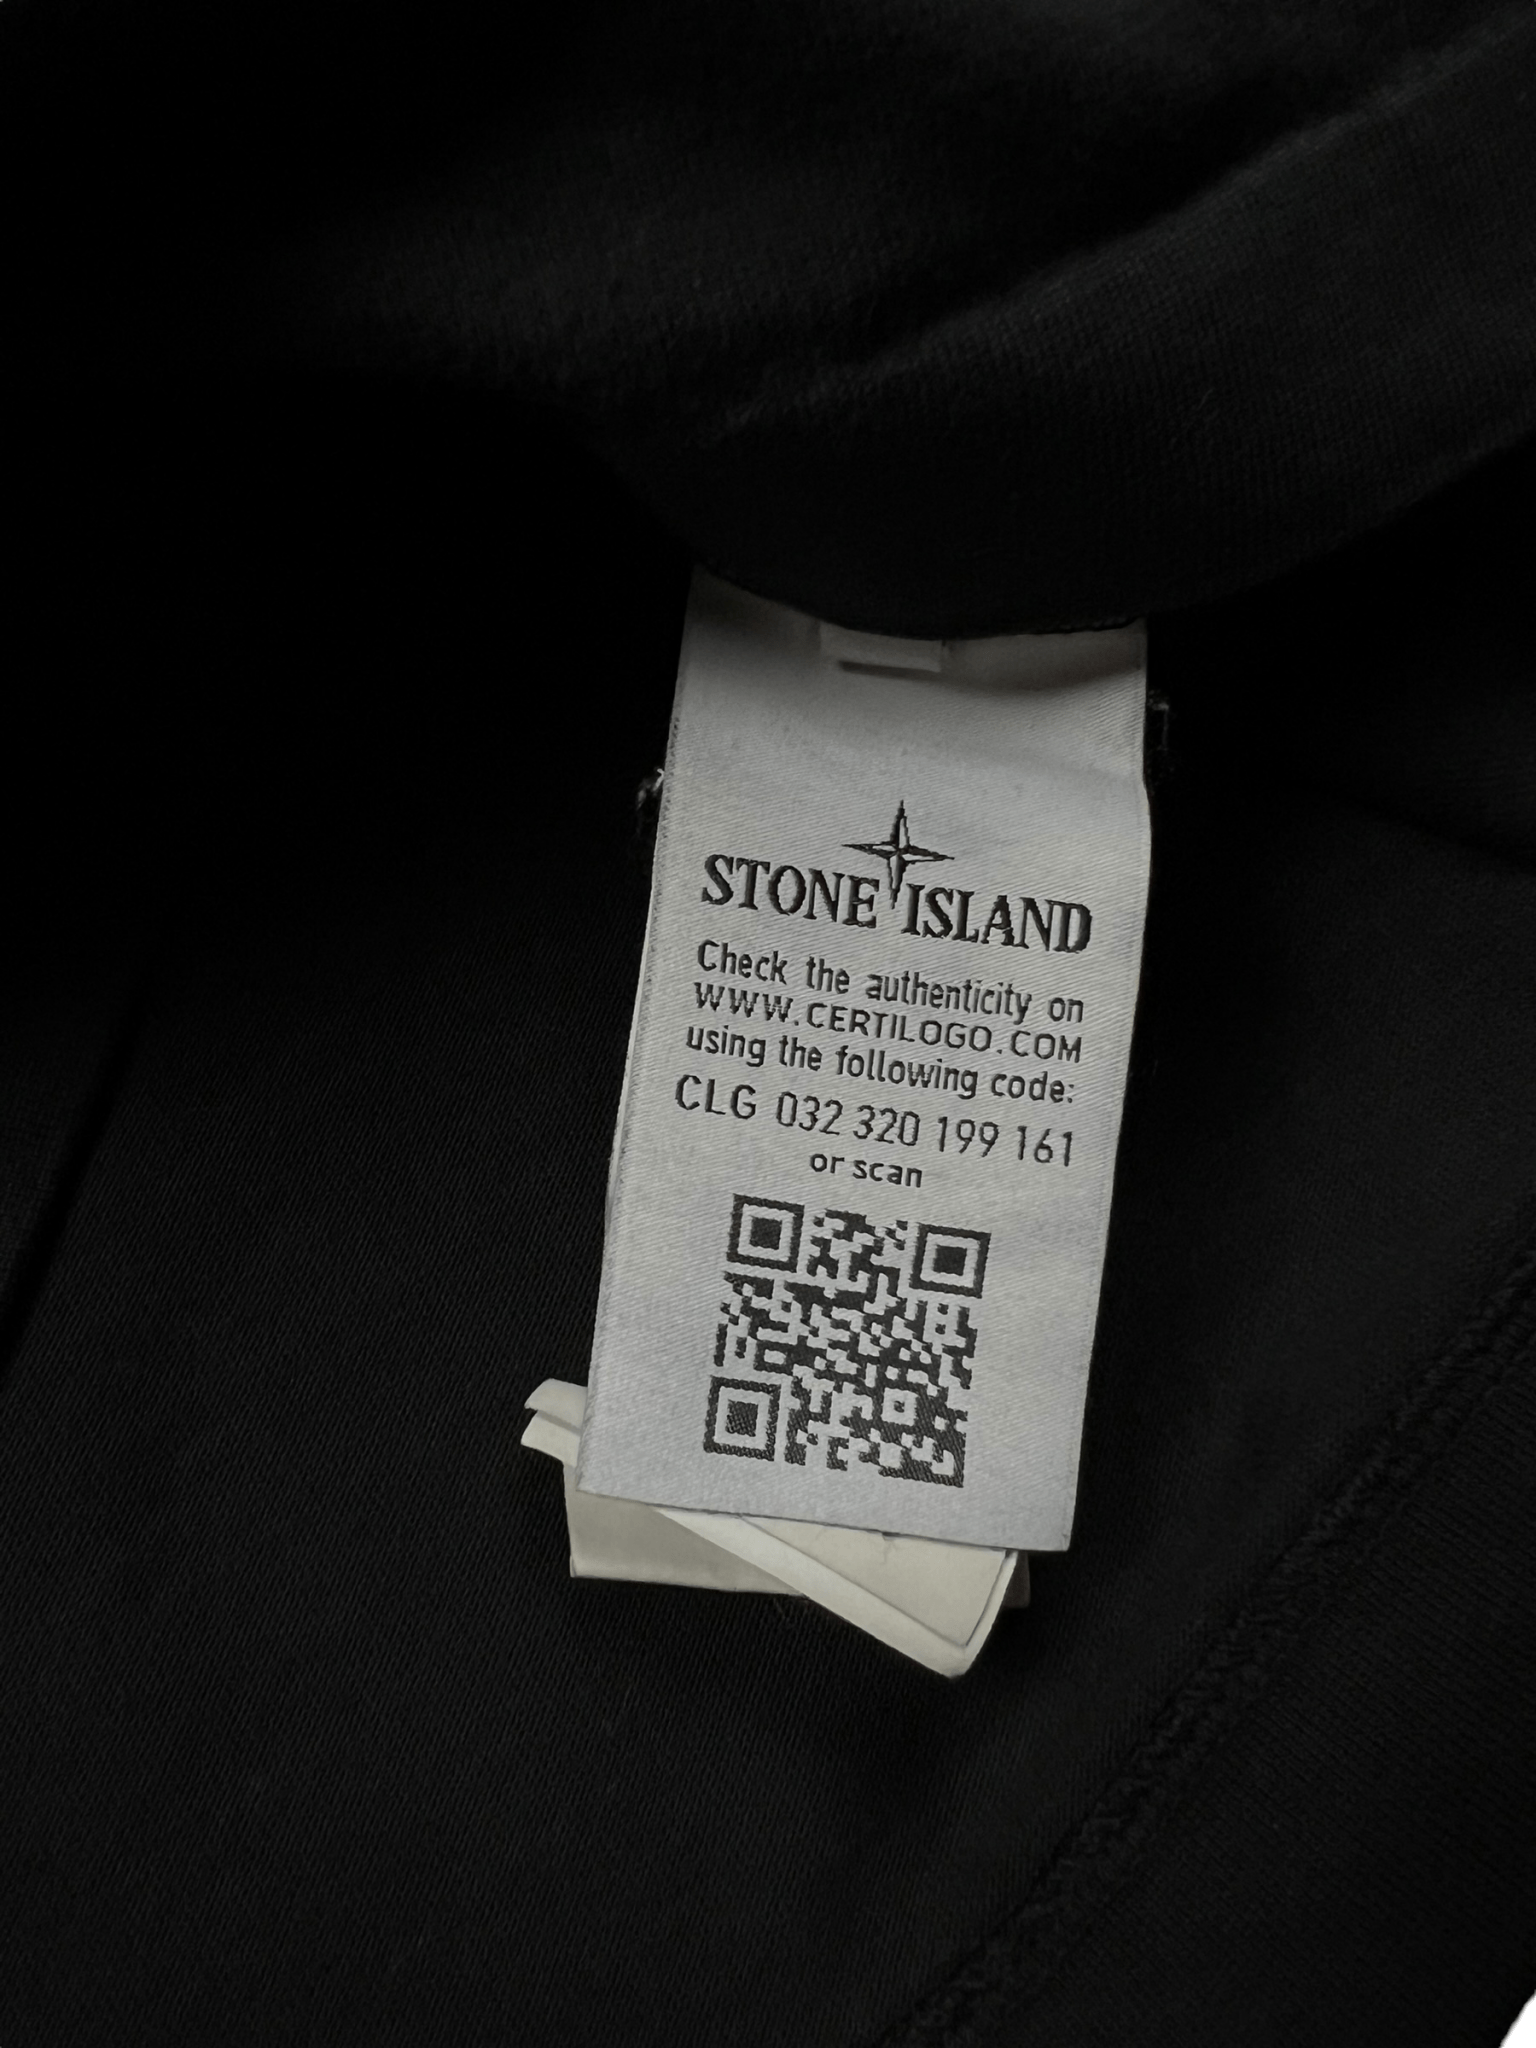 STONE ISLAND
Check the authenticity on
WWW.CERTILOGO.COM
using the following code:
CLG 032 320 199 161
or scan